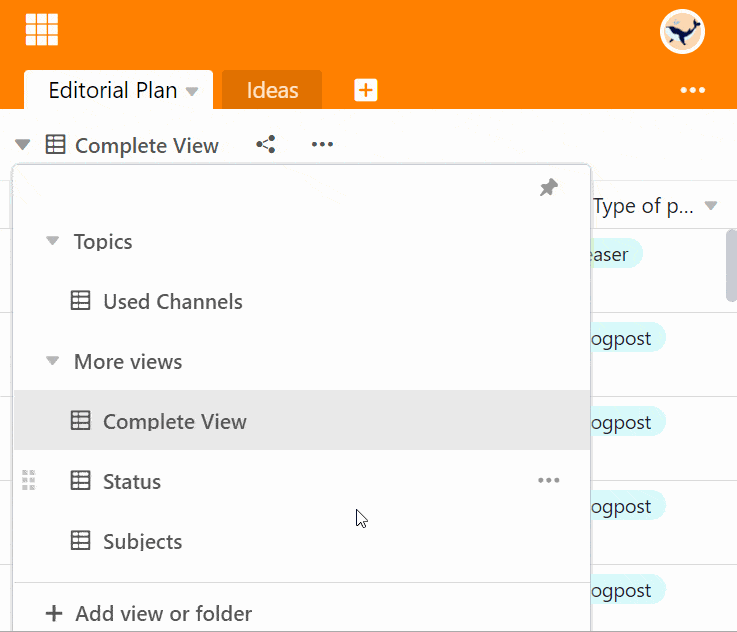 Editorial Plan
Ideas
Complete View
Type of p...
Topics
easer
Used Channels
ogpost
More views
Complete View
ogpost
Status
ogpost
Subjects
ogpost
Add view or folder